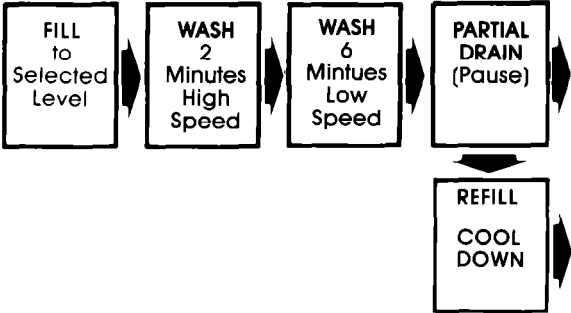 FILL
to
Selected
Level
WASH
2
Minutes
High
Speed
WASH
6
Mintues
Low
Speed
PARTIAL
DRAIN
(Pause)
REFILL
COOL
DOWN